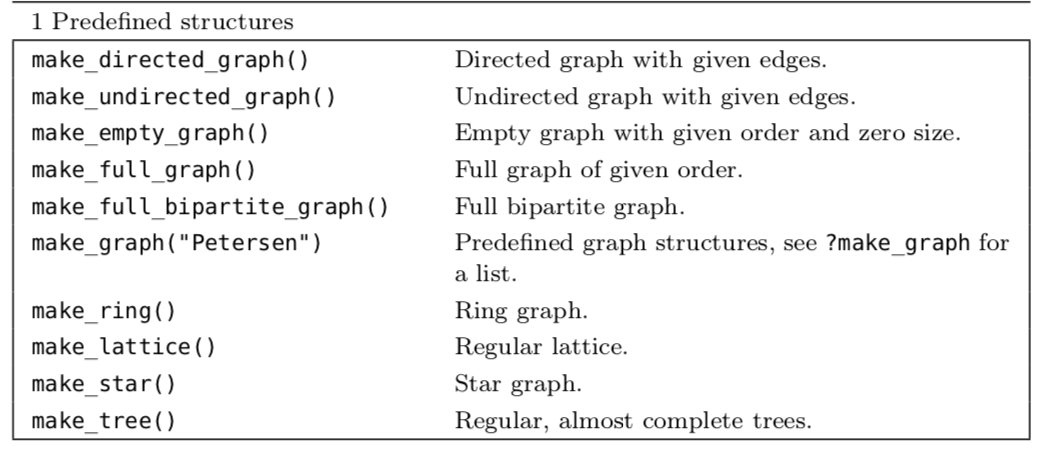 1 Predefined structures
make_directed_graph() Directed graph with given edges.
make_undirected_graph() Undirected graph with given edges.
make_empty_graph() Empty graph with given order and zero size.
make_full_graph() Full graph of given order.
make_full_bipartite_graph() Full bipartite graph.
make_graph("Petersen") Predefined graph structures, see ?make_graph for
a list.
make_ring() Ring graph.
make_lattice() Regular lattice.
make_star() Star graph.
make_tree() Regular, almost complete trees.